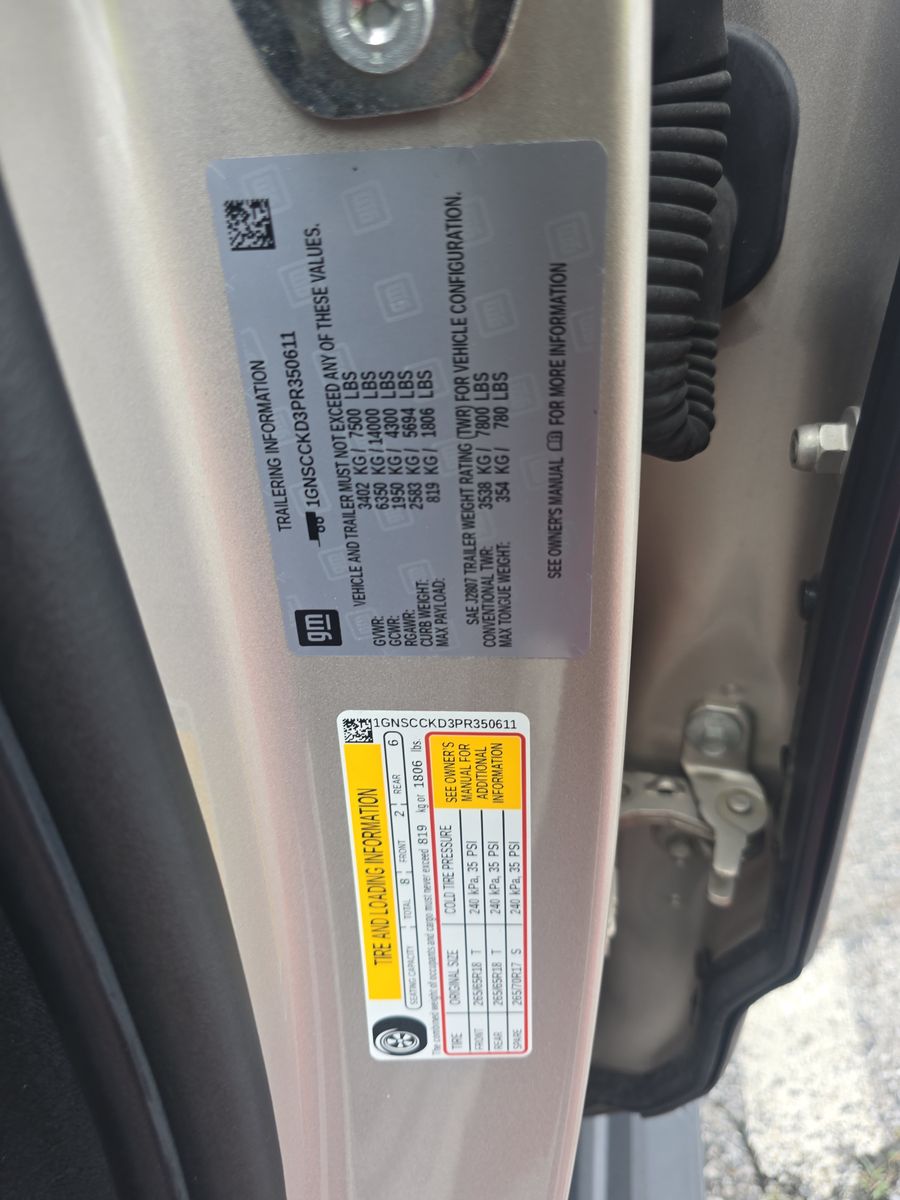 TRAILERING INFORMATION
1GNSCCKD3PR350611
VEHICLE AND TRAILER MUST NOT EXCEED ANY OF THESE VALUES.
GVWR: 3402 KG / 7500 LBS
GCWR: 6350 KG / 14000 LBS
RGAWR: 1950 KG / 4300 LBS
CURB WEIGHT: 2583 KG / 5694 LBS
MAX PAYLOAD: 819 KG / 1806 LBS
SAE J2807 TRAILER WEIGHT RATING (TWR) FOR VEHICLE CONFIGURATION.
CONVENTIONAL TWR: 3538 KG / 7800 LBS
MAX TONGUE WEIGHT: 354 KG / 780 LBS
SEE OWNER'S MANUAL FOR MORE INFORMATION
gm
1GNSCCKD3PR350611
TIRE AND LOADING INFORMATION
SEATING CAPACITY TOTAL 8 FRONT 2 REAR 6
The combined weight of occupants and cargo must never exceed 819 kg or 1806 lbs
TIRE ORIGINAL SIZE COLD TIRE PRESSURE
FRONT 265/65R18 T 240 kPa, 35 PSI
REAR 265/65R18 T 240 kPa, 35 PSI
SPARE 265/70R17 S 240 kPa, 35 PSI
SEE OWNER'S
MANUAL FOR
ADDITIONAL
INFORMATION